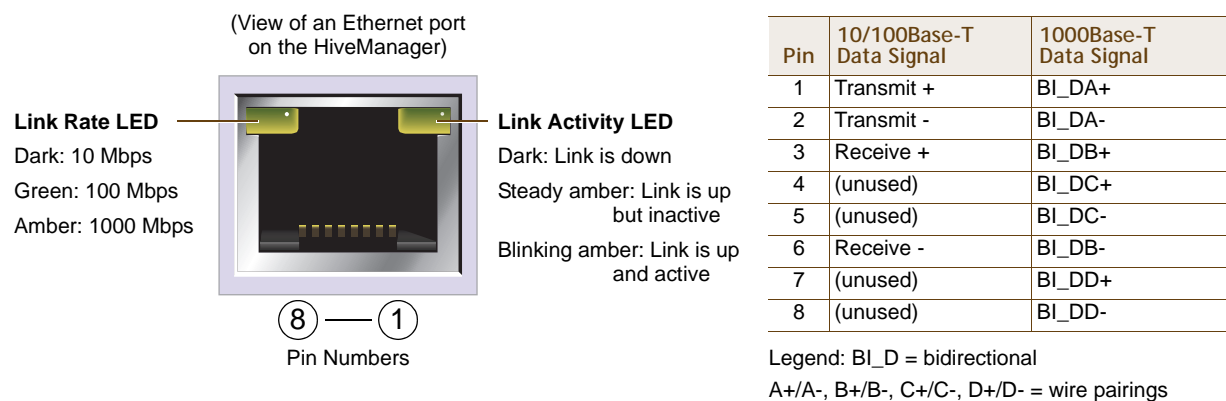 (View of an Ethernet port
on the HiveManager)
Link Rate LED
Dark: 10 Mbps
Green: 100 Mbps
Amber: 1000 Mbps
Link Activity LED
Dark: Link is down
Steady amber: Link is up
but inactive
Blinking amber: Link is up
and active
8 1
Pin Numbers
Pin 10/100Base-T Data Signal 1000Base-T Data Signal
1 Transmit + BI_DA+
2 Transmit - BI_DA-
3 Receive + BI_DB+
4 (unused) BI_DC+
5 (unused) BI_DC-
6 Receive - BI_DB-
7 (unused) BI_DD+
8 (unused) BI_DD-
Legend: BI_D = bidirectional
A+/A-, B+/B-, C+/C-, D+/D- = wire pairings